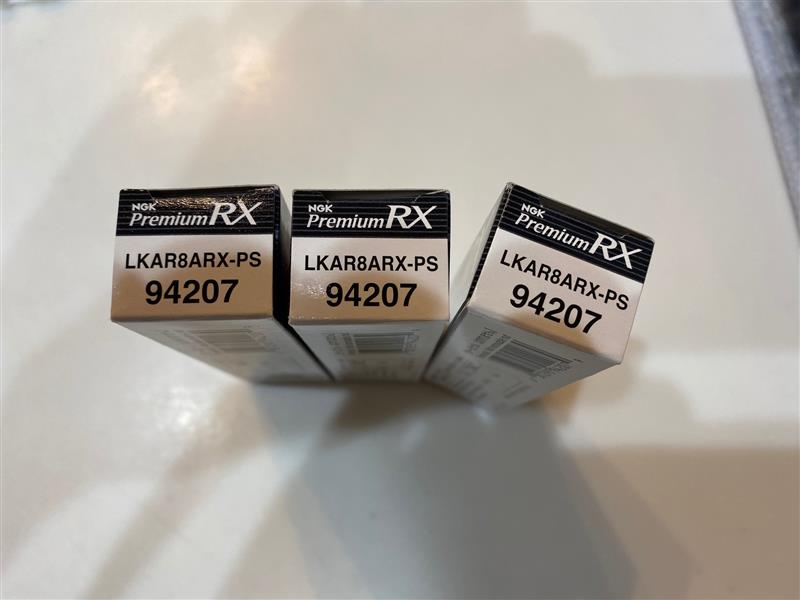 NGK
PremiumRX
LKAR8ARX-PS
94207
NGK
PremiumRX
LKAR8ARX-PS
94207
NGK
PremiumRX
LKAR8ARX-PS
94207